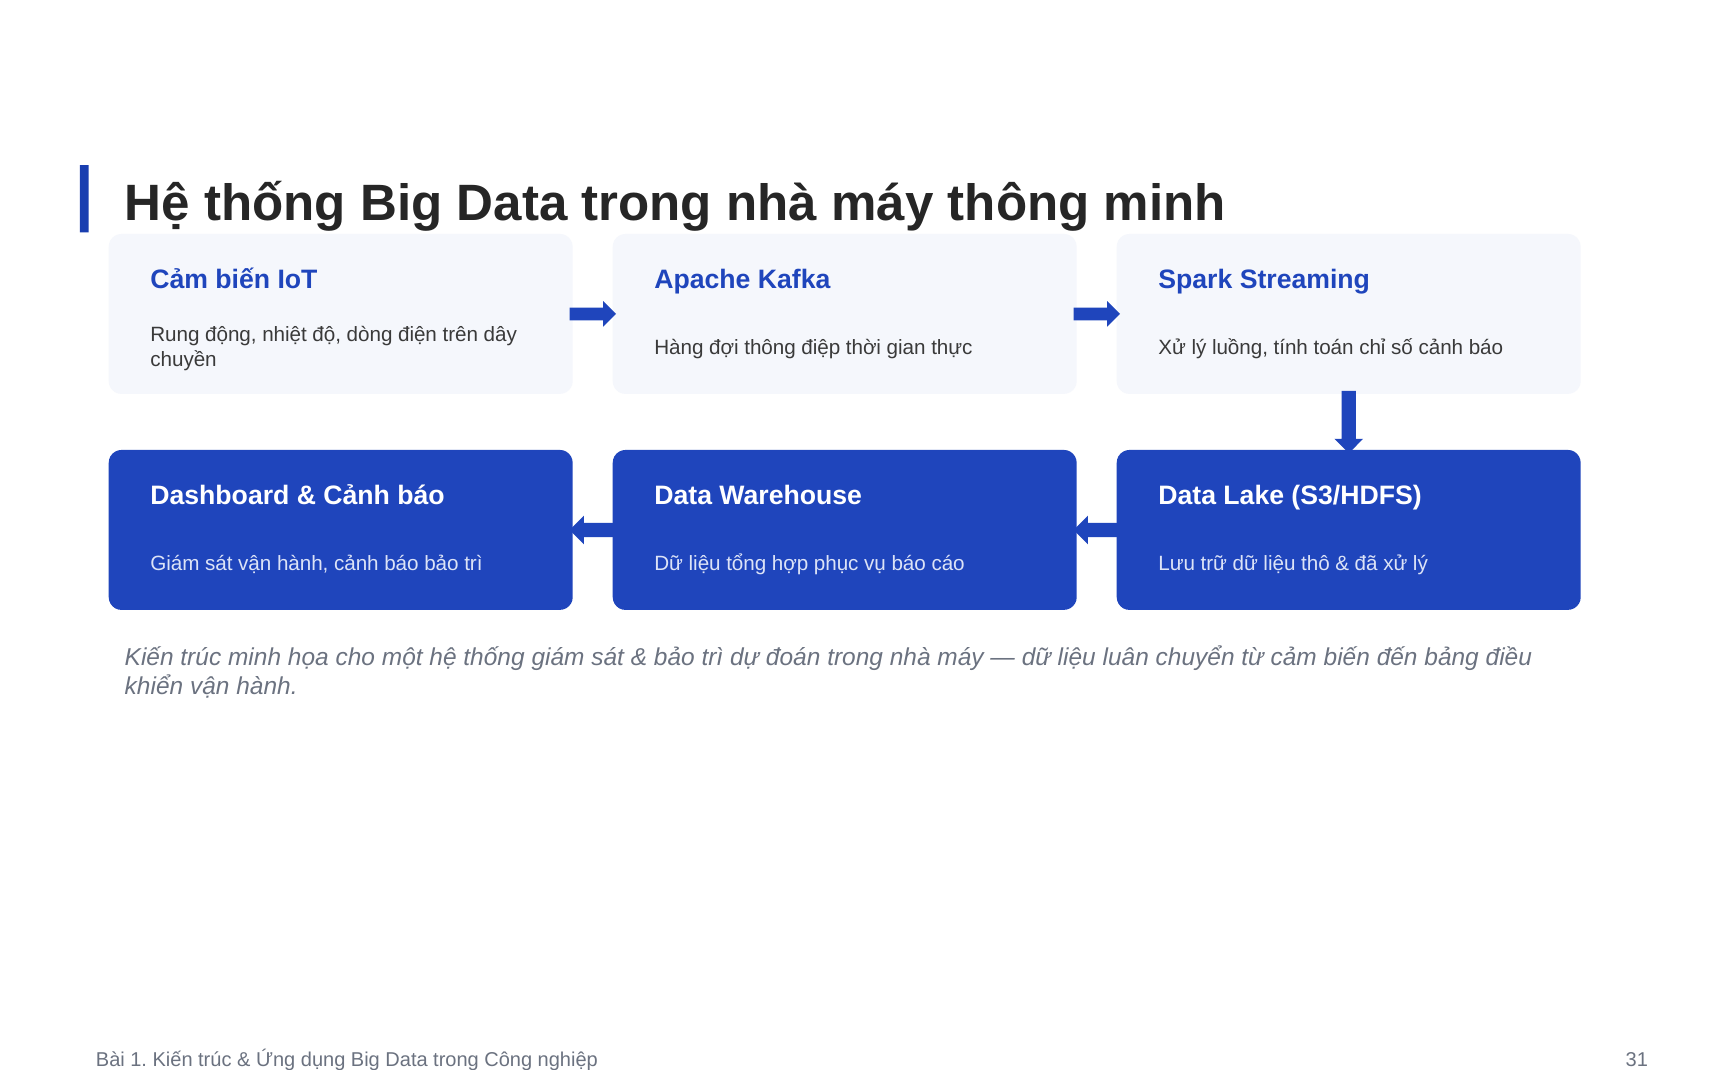 Hệ thống Big Data trong nhà máy thông minh
Cảm biến IoT
Rung động, nhiệt độ, dòng điện trên dây
chuyền
Apache Kafka
Hàng đợi thông điệp thời gian thực
Spark Streaming
Xử lý luồng, tính toán chỉ số cảnh báo
Dashboard & Cảnh báo
Giám sát vận hành, cảnh báo bảo trì
Data Warehouse
Dữ liệu tổng hợp phục vụ báo cáo
Data Lake (S3/HDFS)
Lưu trữ dữ liệu thô & đã xử lý
Kiến trúc minh họa cho một hệ thống giám sát & bảo trì dự đoán trong nhà máy — dữ liệu luân chuyển từ cảm biến đến bảng điều
khiển vận hành.
Bài 1. Kiến trúc & Ứng dụng Big Data trong Công nghiệp
31